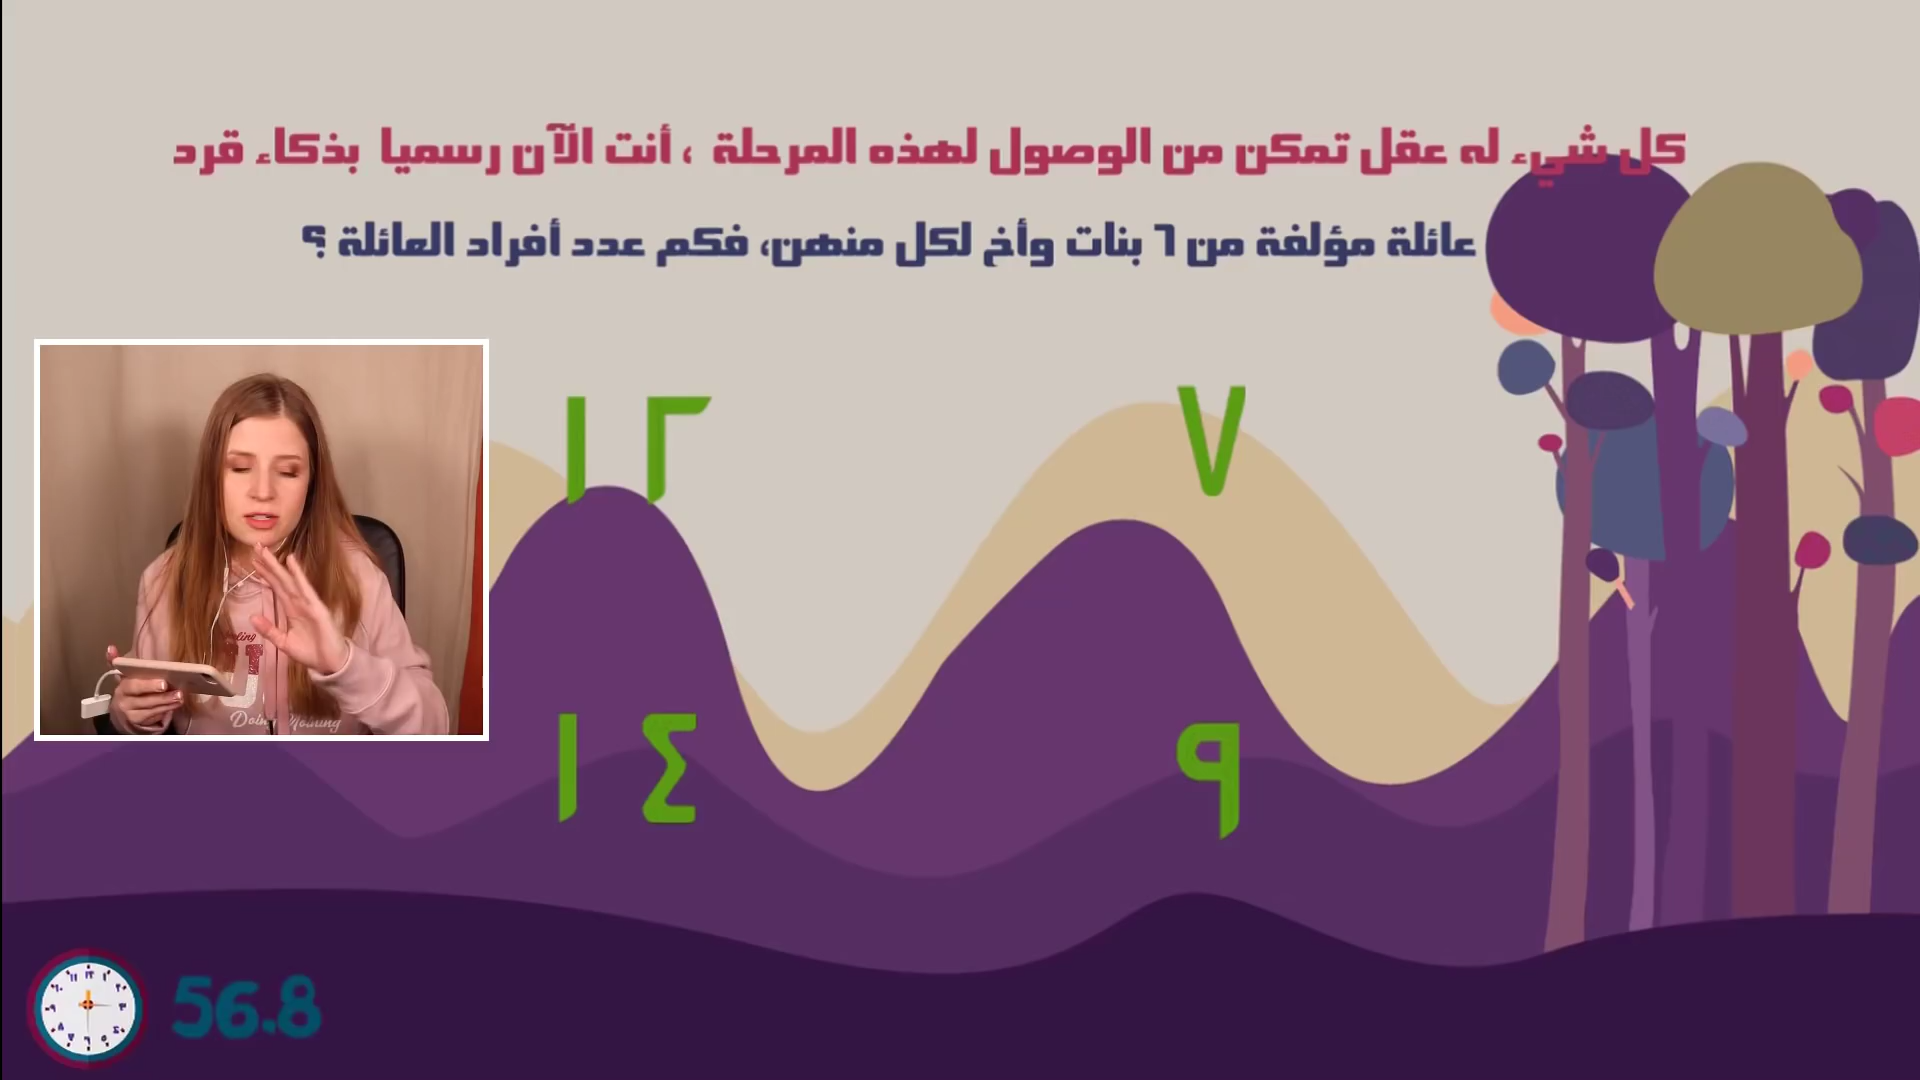 كل شيء له عقل تمكن من الوصول لهذه المرحلة ، أنت الآن رسميا بذكاء قرد
عائلة مؤلفة من ٦ بنات وأخ لكل منهن، فكم عدد أفراد العائلة ؟
٧
١٢
٩
١٤
56.8